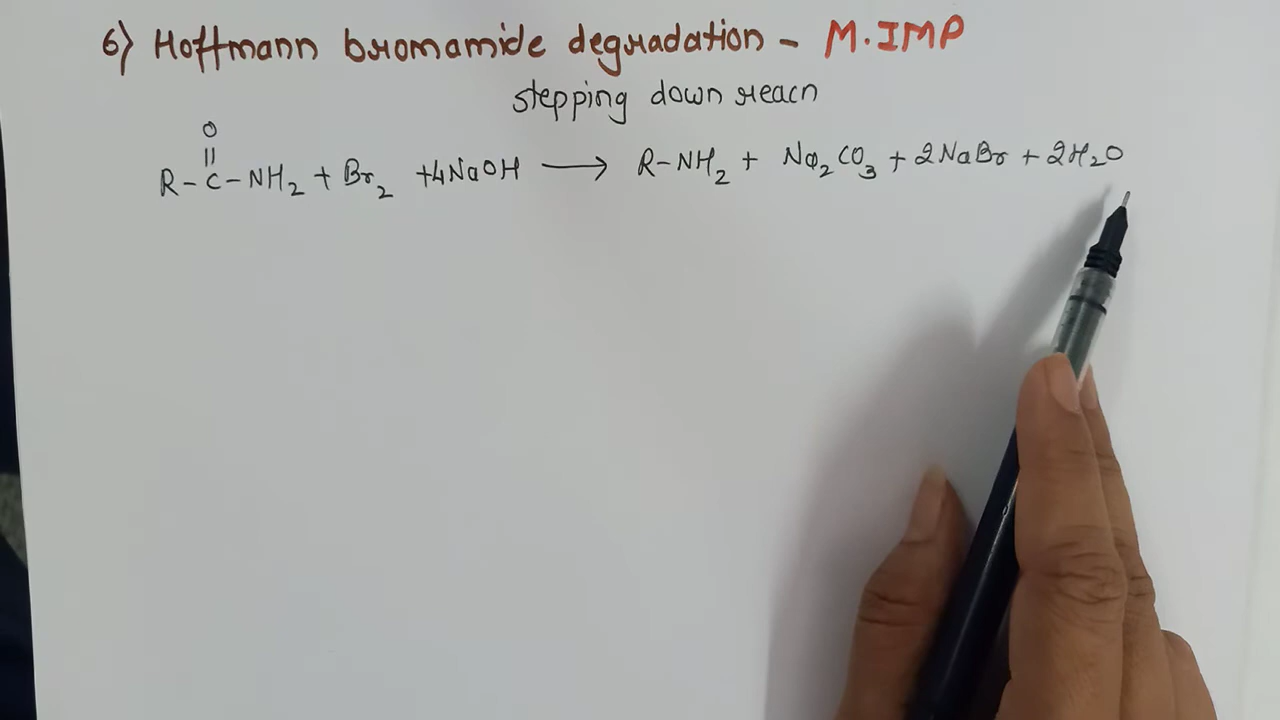 6) Hoffmann bromamide degradation - M.IMP
stepping down reacn
O
||
R-C-NH₂ + Br₂ +4NaOH ⟶ R-NH₂ + Na₂CO₃ + 2NaBr + 2H₂O